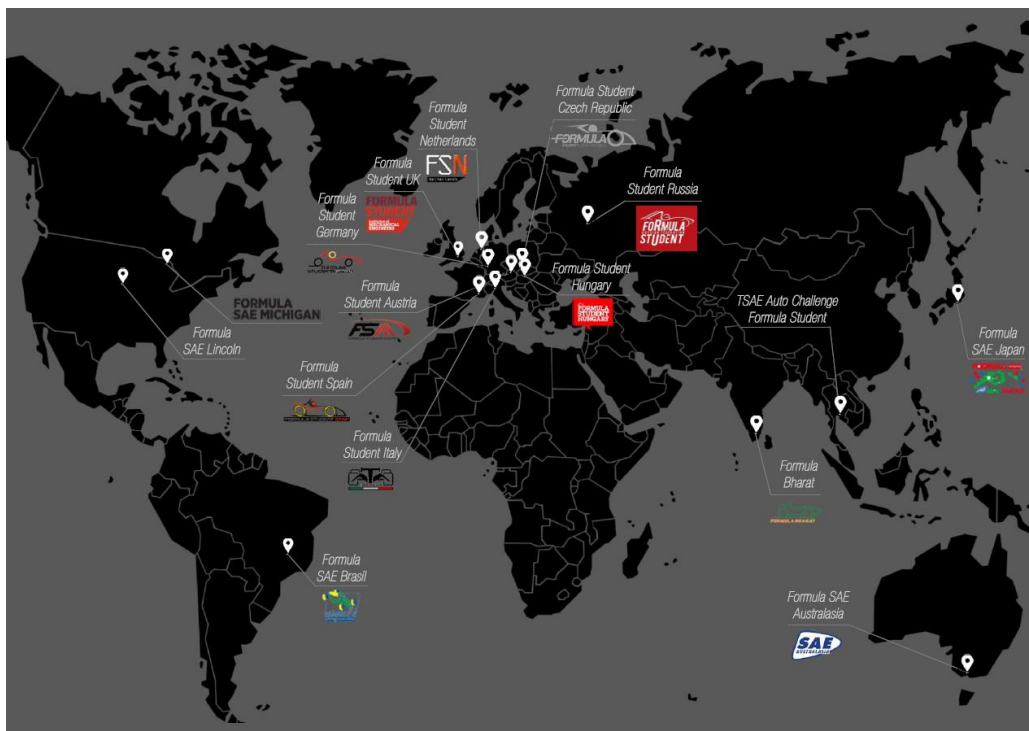 Formula
Student
Czech Republic
FORMULA
Formula
Student
Netherlands
FSN
Formula
Student UK
FORMULA
STUDENT
Formula
Student
Germany
Formula
Student Russia
FORMULA
STUDENT
Formula Student
Hungary
FORMULA
STUDENT
HUNGARY
Formula
Student Austria
FSA
FORMULA
SAE MICHIGAN
Formula
SAE Lincoln
TSAE Auto Challenge
Formula Student
Formula
SAE Japan
Formula
Student Spain
Formula
Student Italy
Formula
Bharat
FORMULA BHARAT
Formula
SAE Brasil
Formula SAE
Australasia
SAE
AUSTRALASIA